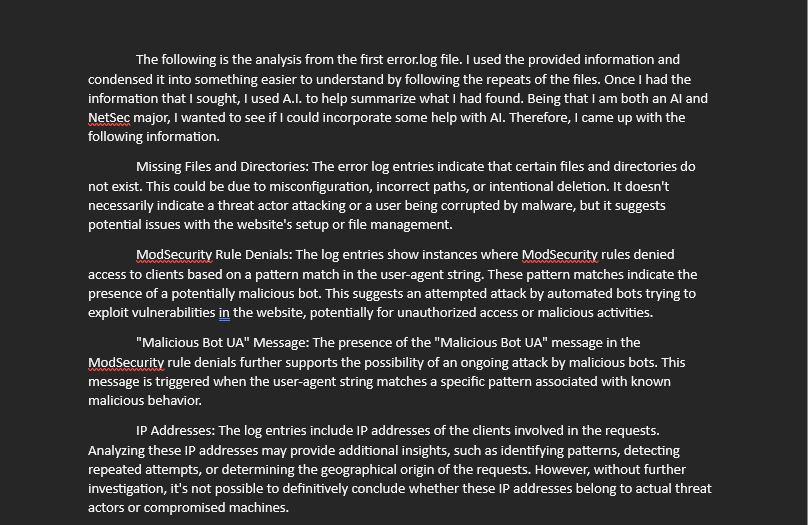 The following is the analysis from the first error.log file. I used the provided information and
condensed it into something easier to understand by following the repeats of the files. Once I had the
information that I sought, I used A.I. to help summarize what I had found. Being that I am both an AI and
NetSec major, I wanted to see if I could incorporate some help with AI. Therefore, I came up with the
following information.
Missing Files and Directories: The error log entries indicate that certain files and directories do
not exist. This could be due to misconfiguration, incorrect paths, or intentional deletion. It doesn't
necessarily indicate a threat actor attacking or a user being corrupted by malware, but it suggests
potential issues with the website's setup or file management.
ModSecurity Rule Denials: The log entries show instances where ModSecurity rules denied
access to clients based on a pattern match in the user-agent string. These pattern matches indicate the
presence of a potentially malicious bot. This suggests an attempted attack by automated bots trying to
exploit vulnerabilities in the website, potentially for unauthorized access or malicious activities.
"Malicious Bot UA" Message: The presence of the "Malicious Bot UA" message in the
ModSecurity rule denials further supports the possibility of an ongoing attack by malicious bots. This
message is triggered when the user-agent string matches a specific pattern associated with known
malicious behavior.
IP Addresses: The log entries include IP addresses of the clients involved in the requests.
Analyzing these IP addresses may provide additional insights, such as identifying patterns, detecting
repeated attempts, or determining the geographical origin of the requests. However, without further
investigation, it's not possible to definitively conclude whether these IP addresses belong to actual threat
actors or compromised machines.